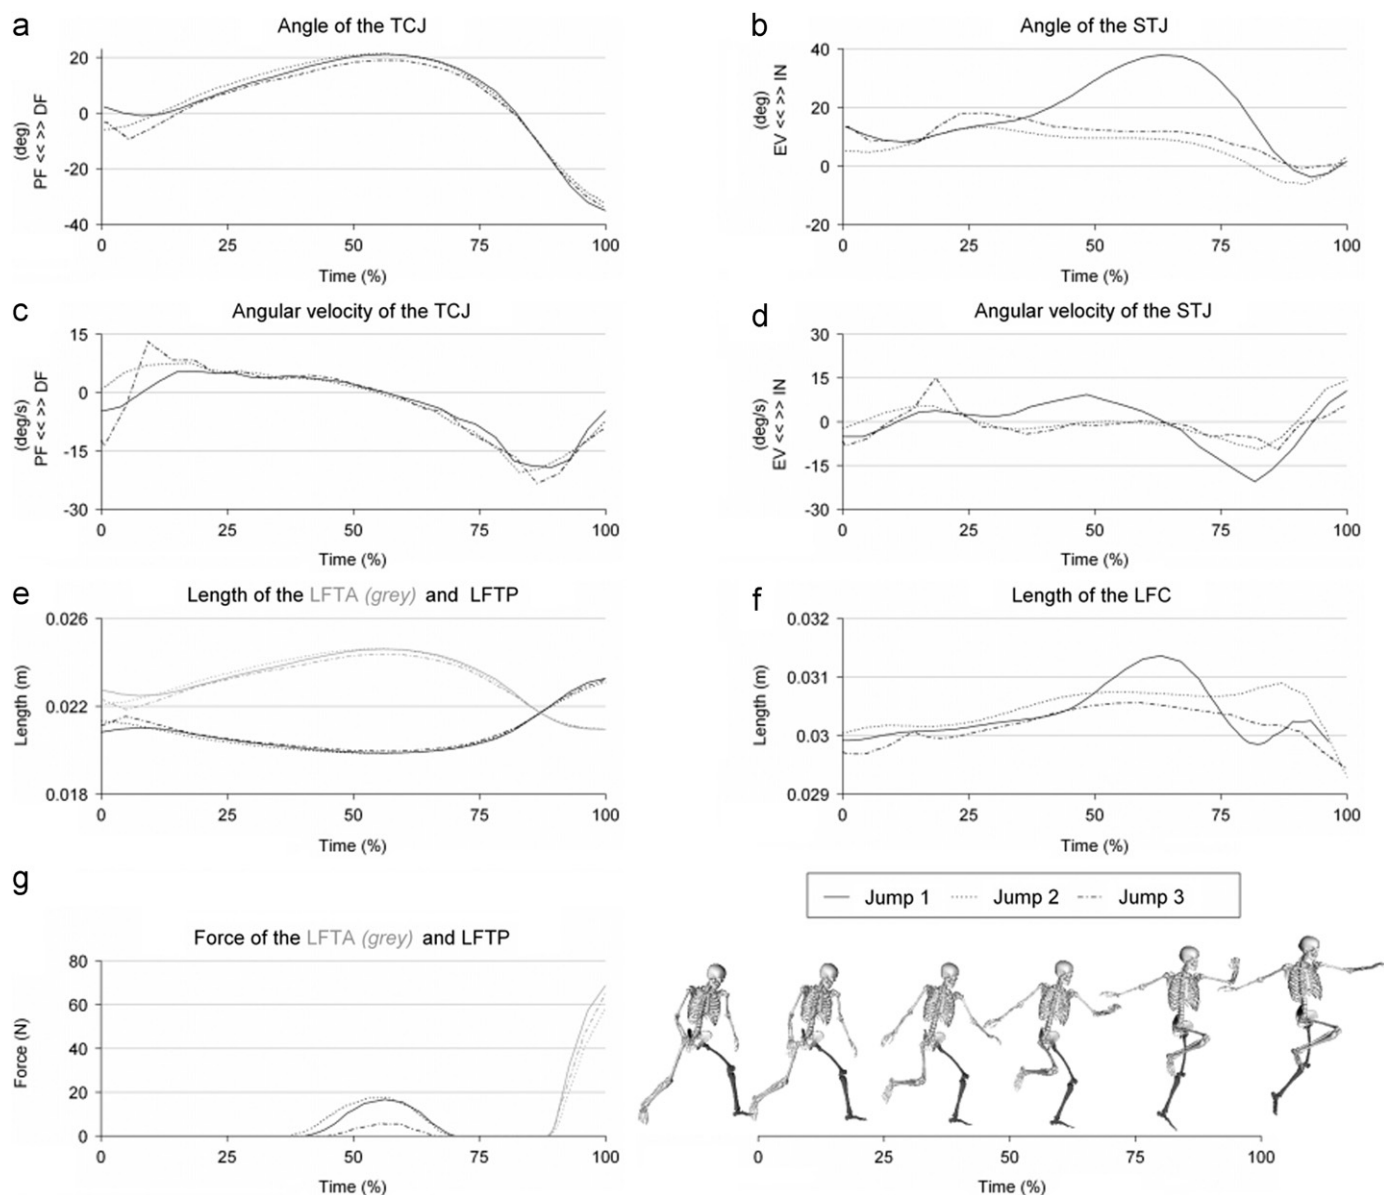 a
Angle of the TCJ
(deg)
PF << >> DF
20
0
-20
-40
0 25 50 75 100
Time (%)
b
Angle of the STJ
(deg)
EV << >> IN
40
20
0
-20
0 25 50 75 100
Time (%)
c
Angular velocity of the TCJ
(deg/s)
PF << >> DF
15
0
-15
-30
0 25 50 75 100
Time (%)
d
Angular velocity of the STJ
(deg/s)
EV << >> IN
30
15
0
-15
-30
0 25 50 75 100
Time (%)
e
Length of the LFTA (grey) and LFTP
Length (m)
0.026
0.022
0.018
0 25 50 75 100
Time (%)
f
Length of the LFC
Length (m)
0.032
0.031
0.03
0.029
0 25 50 75 100
Time (%)
g
Force of the LFTA (grey) and LFTP
Force (N)
80
60
40
20
0
0 25 50 75 100
Time (%)
Jump 1 Jump 2 Jump 3
0 25 50 75 100
Time (%)